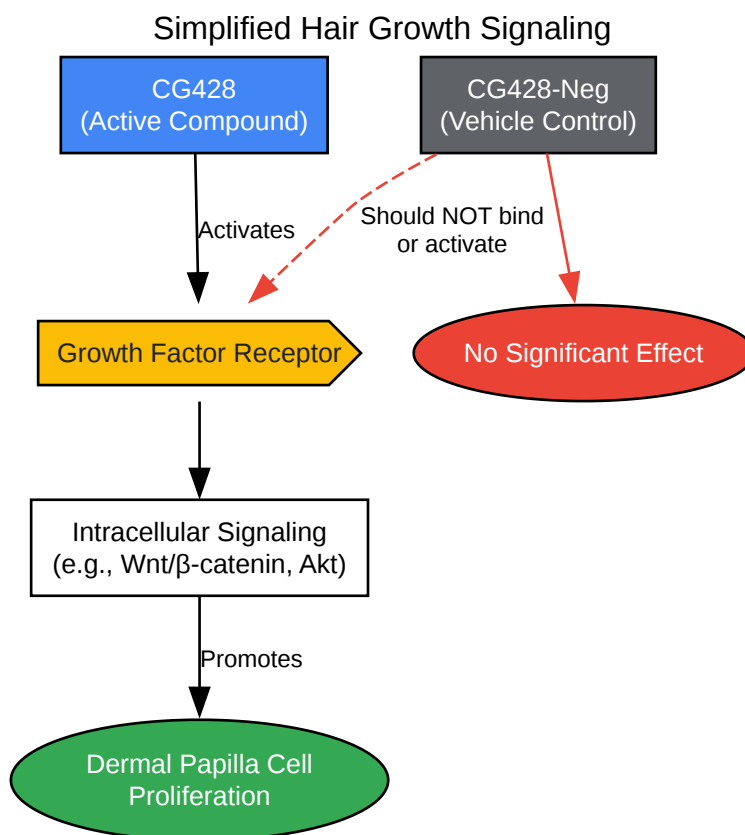 Simplified Hair Growth Signaling
CG428
(Active Compound)
CG428-Neg
(Vehicle Control)
Activates
Should NOT bind
or activate
Growth Factor Receptor
No Significant Effect
Intracellular Signaling
(e.g., Wnt/β-catenin, Akt)
Promotes
Dermal Papilla Cell
Proliferation